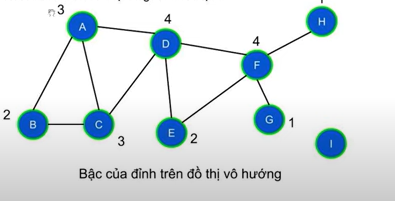 3
A
4
D
H
4
F
2
B
C
3
E
2
G
1
I
Bậc của đỉnh trên đồ thị vô hướng